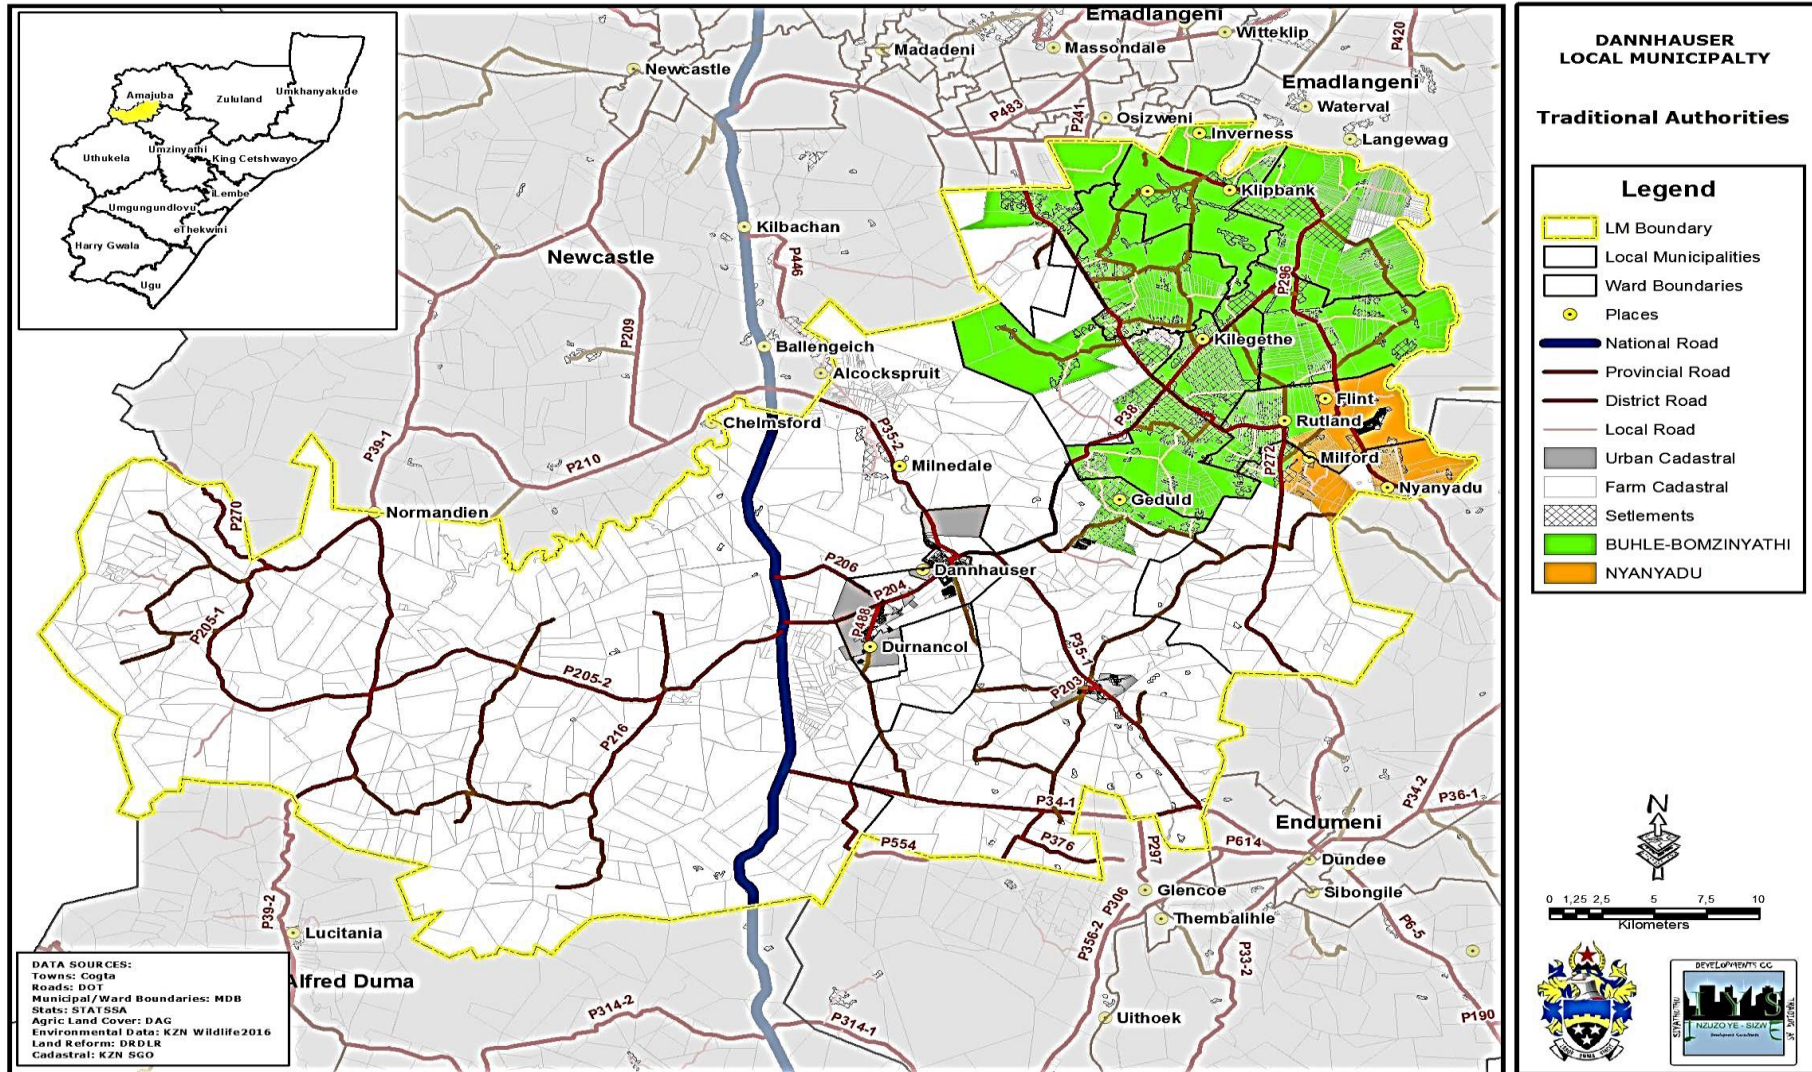 DANNHAUSER
LOCAL MUNICIPALTY
Traditional Authorities
Legend
LM Boundary
Local Municipalities
Ward Boundaries
Places
National Road
Provincial Road
District Road
Local Road
Urban Cadastral
Farm Cadastral
Setlements
BUHLE-BOMZINYATHI
NYANYADU
N
0 1,25 2,5 5 7,5 10
Kilometers
DEVELOPMENTS CC
NZUZO YE - SIZWE
Amajuba
Zululand
Umkhanyakude
Uthukela
Umzinyathi
King Cetshwayo
iLembe
Umgungundlovu
eThekwini
Harry Gwala
Ugu
Emadlangeni
Witteklip
P420
Madadeni
Massondale
Newcastle
Emadlangeni
Waterval
P483
P241
Osizweni
Inverness
Langewag
Klipbank
Kilbachan
Newcastle
P446
P296
P209
Ballengeich
Kilegethe
Alcockspruit
Flint
Chelmsford
P38
Rutland
P35-2
P39-1
P210
Milnedale
P272
Milford
Nyanyadu
Geduld
P270
Normandien
P206
Dannhauser
P204
P488
P205-1
Durnancol
P35-1
P205-2
P203
P216
P34-1
P34-2
P36-1
P376
Endumeni
P554
P297
P614
Dundee
Glencoe
Sibongile
P306
Thembalihle
P39-2
Lucitania
P356-2
P33-2
P6-5
Alfred Duma
P314-2
P314-1
Uithoek
P190
DATA SOURCES:
Towns: Cogta
Roads: DOT
Municipal/Ward Boundaries: MDB
Stats: STATSSA
Agric Land Cover: DAG
Environmental Data: KZN Wildlife2016
Land Reform: DRDLR
Cadastral: KZN SGO